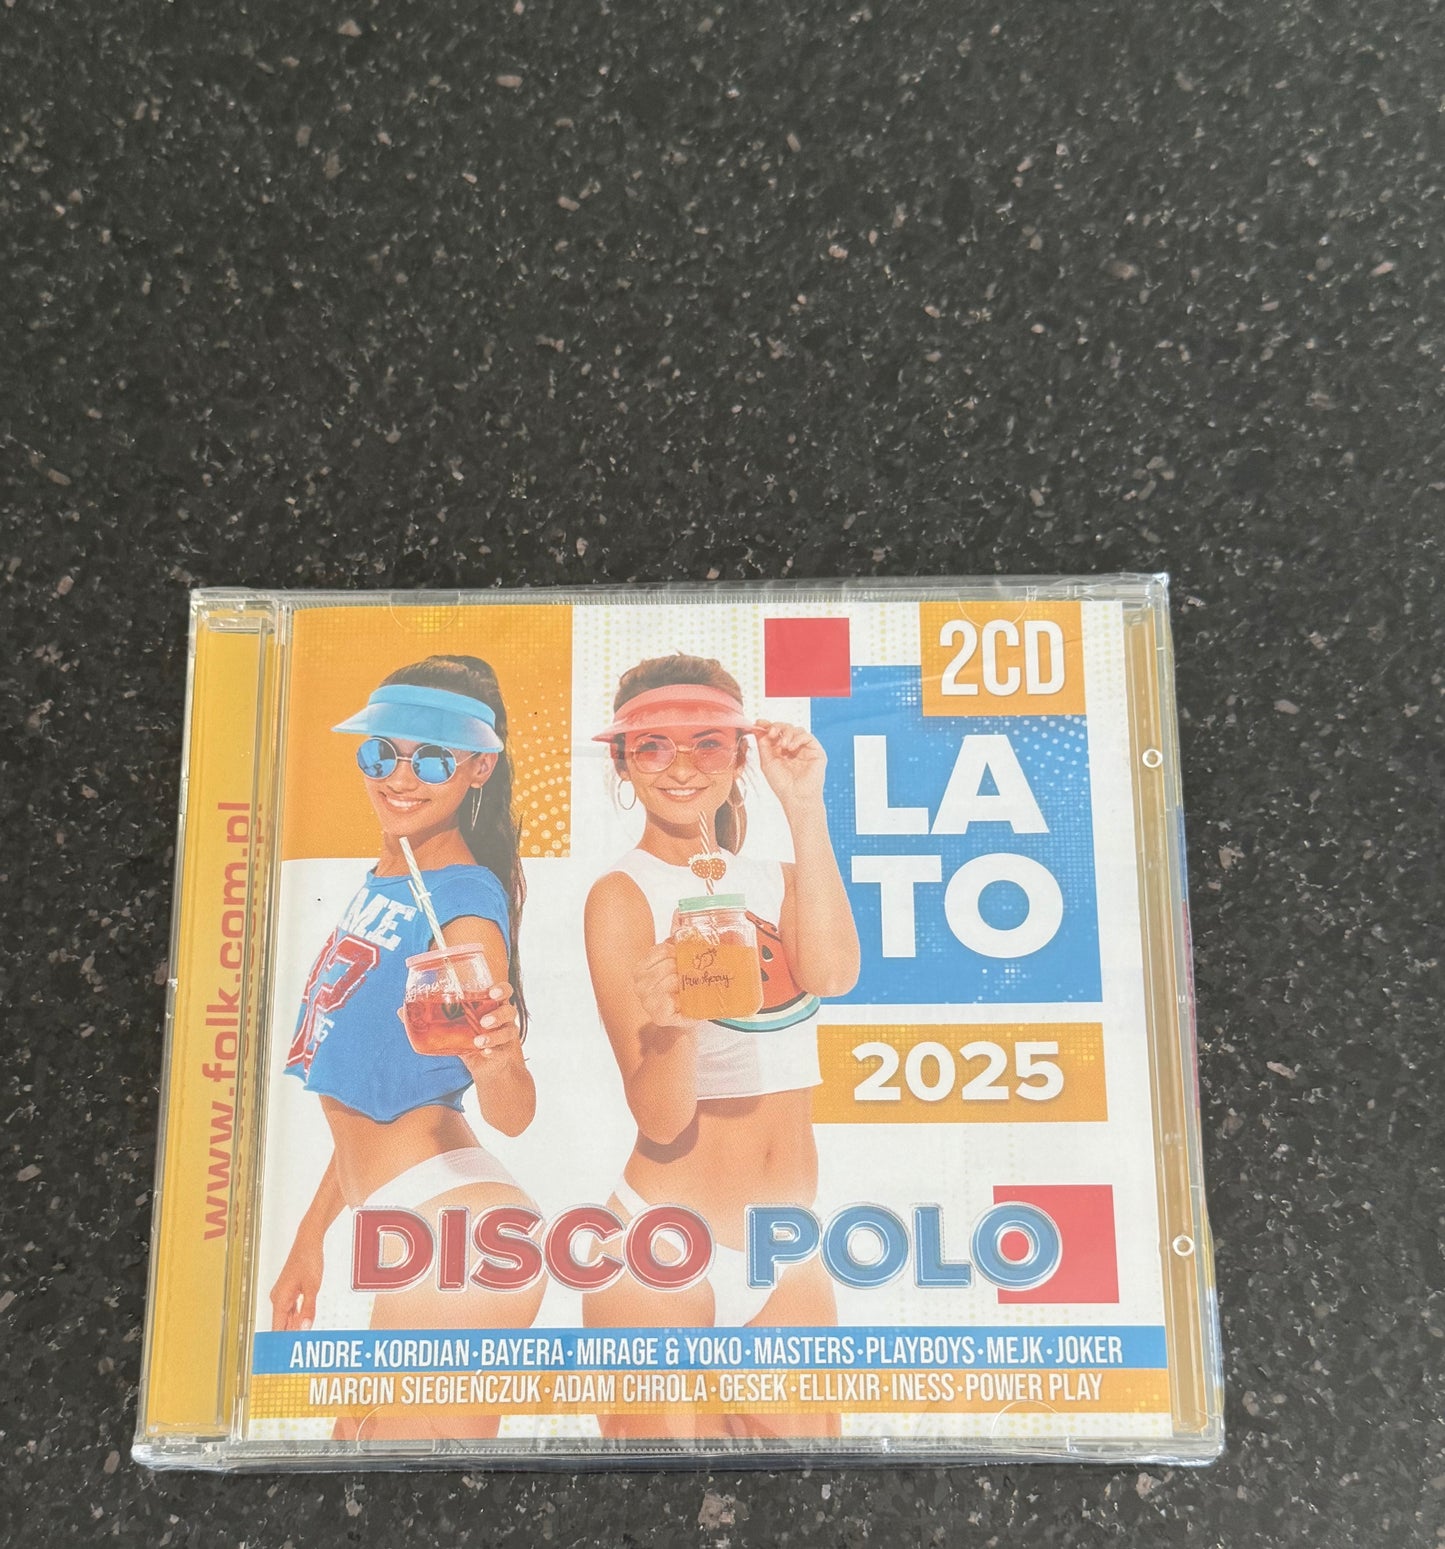 www.folk.com.pl
2CD
LA
TO
2025
DISCO POLO
ANDRE·KORDIAN·BAYERA·MIRAGE & YOKO·MASTERS·PLAYBOYS·MEJK·JOKER
MARCIN SIEGIEŃCZUK·ADAM CHROLA·GESEK·ELLIXIR·INESS·POWER PLAY